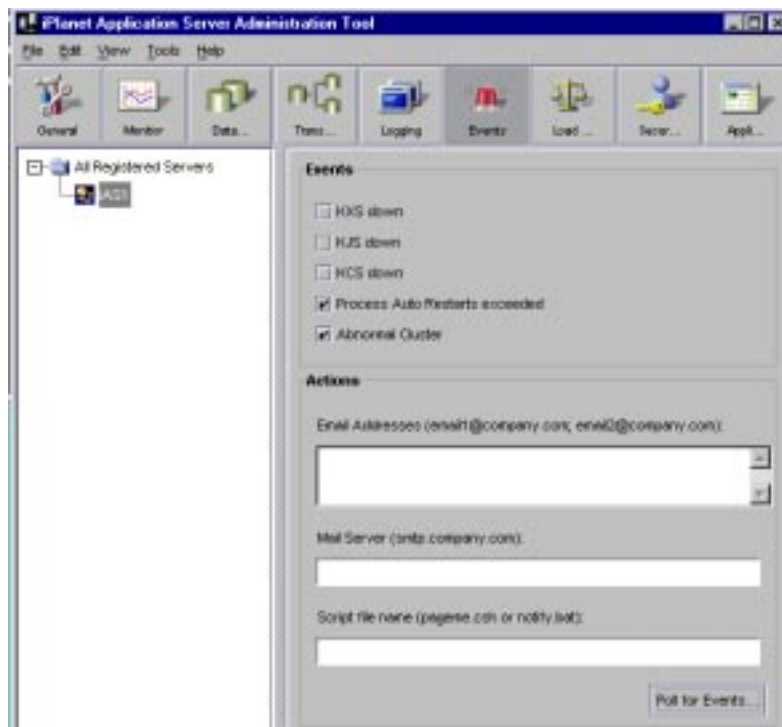 iPlanet Application Server Administration Tool
File Edit View Tools Help
General Monitor Data... Trans... Logging Events Load ... Secur... Appli...
All Registered Servers
iAS1
Events
KXS down
KJS down
KCS down
Process Auto Restarts exceeded
Abnormal Cluster
Actions
Email Addresses (email1@company.com; email2@company.com):
Mail Server (smtp.company.com):
Script file name (pageme.csh or notify.bat):
Poll for Events...